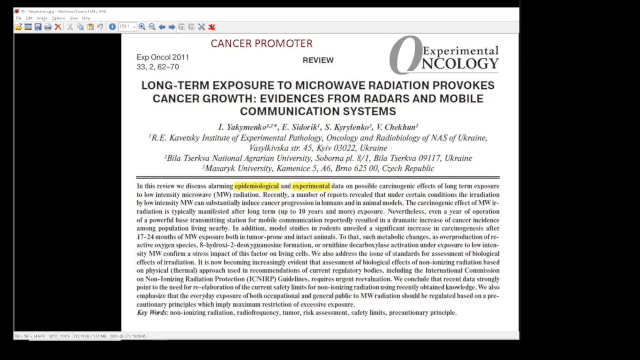 File Edit Image Options View Help
CANCER PROMOTER
Exp Oncol 2011
33, 2, 62–70
REVIEW
Experimental
ONCOLOGY
LONG-TERM EXPOSURE TO MICROWAVE RADIATION PROVOKES
CANCER GROWTH: EVIDENCES FROM RADARS AND MOBILE
COMMUNICATION SYSTEMS
I. Yakymenko1,2*, E. Sidorik1, S. Kyrylenko3, V. Chekhun1
1R.E. Kavetsky Institute of Experimental Pathology, Oncology and Radiobiology of NAS of Ukraine,
Vasylkivska str. 45, Kyiv 03022, Ukraine
2Bila Tserkva National Agrarian University, Soborna pl. 8/1, Bila Tserkva 09117, Ukraine
3Masaryk University, Kamenice 5, A6, Brno 625 00, Czech Republic
In this review we discuss alarming epidemiological and experimental data on possible carcinogenic effects of long term exposure
to low intensity microwave (MW) radiation. Recently, a number of reports revealed that under certain conditions the irradiation
by low intensity MW can substantially induce cancer progression in humans and in animal models. The carcinogenic effect of MW ir-
radiation is typically manifested after long term (up to 10 years and more) exposure. Nevertheless, even a year of operation
of a powerful base transmitting station for mobile communication reportedly resulted in a dramatic increase of cancer incidence
among population living nearby. In addition, model studies in rodents unveiled a significant increase in carcinogenesis after
17–24 months of MW exposure both in tumor-prone and intact animals. To that, such metabolic changes, as overproduction of re-
active oxygen species, 8-hydroxi-2-deoxyguanosine formation, or ornithine decarboxylase activation under exposure to low inten-
sity MW confirm a stress impact of this factor on living cells. We also address the issue of standards for assessment of biological
effects of irradiation. It is now becoming increasingly evident that assessment of biological effects of non-ionizing radiation based
on physical (thermal) approach used in recommendations of current regulatory bodies, including the International Commission
on Non-Ionizing Radiation Protection (ICNIRP) Guidelines, requires urgent reevaluation. We conclude that recent data strongly
point to the need for re-elaboration of the current safety limits for non-ionizing radiation using recently obtained knowledge. We
also emphasize that the everyday exposure of both occupational and general public to MW radiation should be regulated based on a pre-
cautionary principles which imply maximum restriction of excessive exposure.
Key Words: non-ionizing radiation, radiofrequency, tumor, risk assessment, safety limits, precautionary principle.